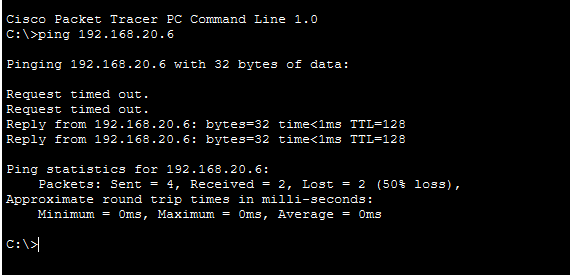 Cisco Packet Tracer PC Command Line 1.0
C:\>ping 192.168.20.6
Pinging 192.168.20.6 with 32 bytes of data:
Request timed out.
Request timed out.
Reply from 192.168.20.6: bytes=32 time<1ms TTL=128
Reply from 192.168.20.6: bytes=32 time<1ms TTL=128
Ping statistics for 192.168.20.6:
    Packets: Sent = 4, Received = 2, Lost = 2 (50% loss),
Approximate round trip times in milli-seconds:
    Minimum = 0ms, Maximum = 0ms, Average = 0ms
C:\>